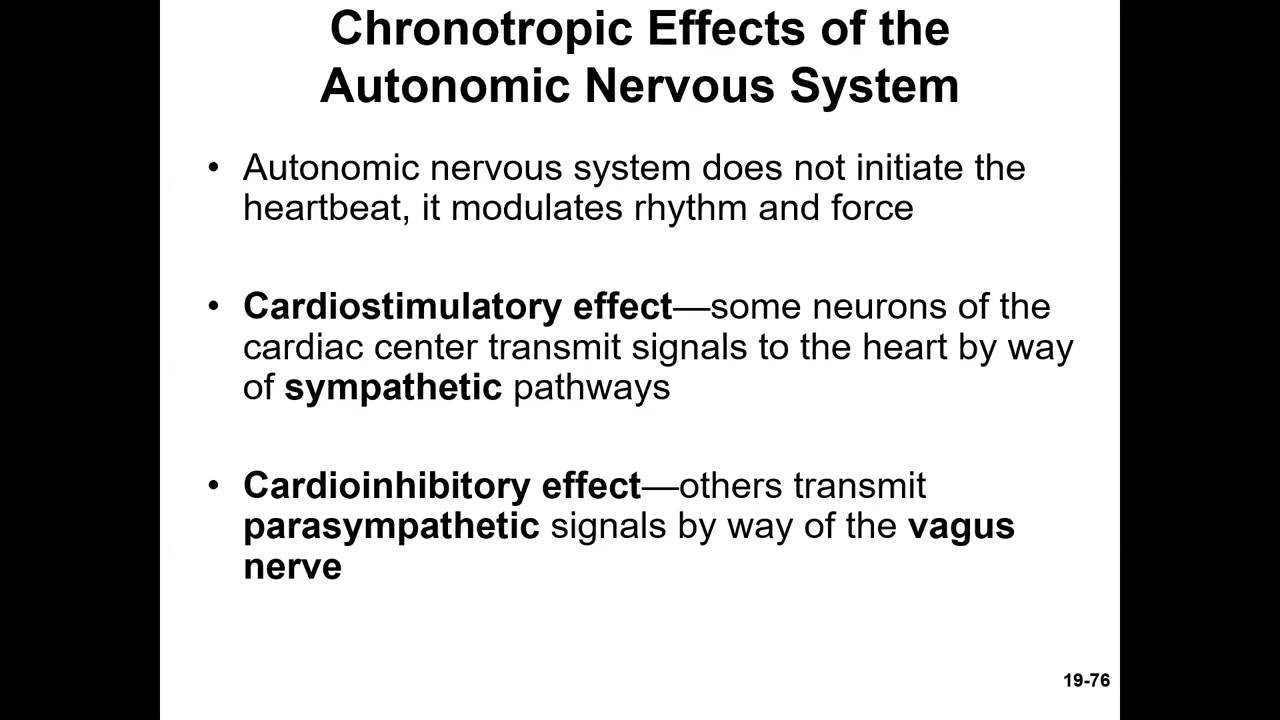 Chronotropic Effects of the
Autonomic Nervous System
• Autonomic nervous system does not initiate the
heartbeat, it modulates rhythm and force
• Cardiostimulatory effect—some neurons of the
cardiac center transmit signals to the heart by way
of sympathetic pathways
• Cardioinhibitory effect—others transmit
parasympathetic signals by way of the vagus
nerve
19-76